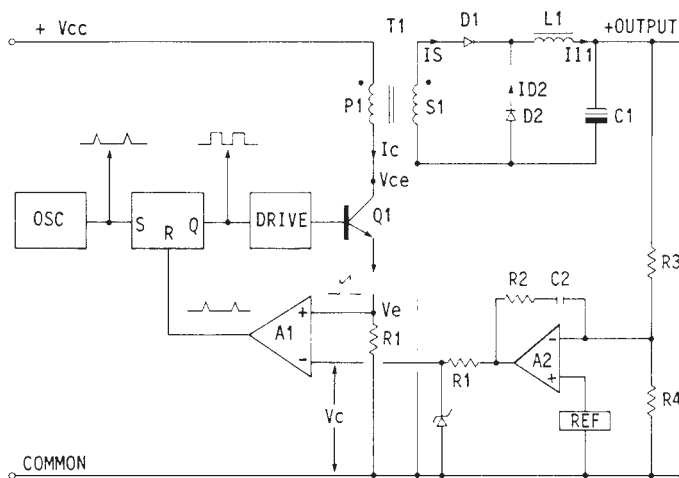 + Vcc
T1
D1
L1
+OUTPUT
IS
Il1
P1
S1
ID2
D2
C1
Ic
Vce
OSC
S
R
Q
DRIVE
Q1
R3
R2
C2
Ve
A1
+
-
R1
R1
A2
-
+
R4
Vc
REF
COMMON